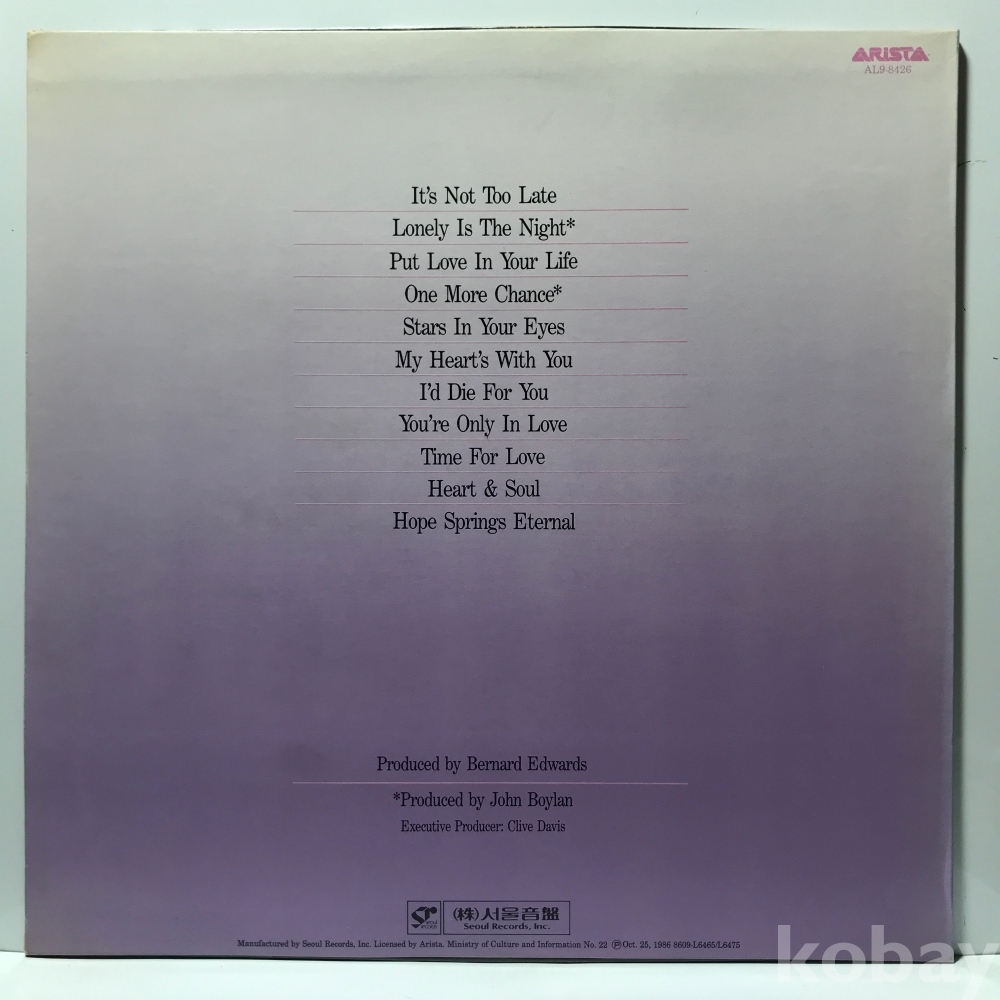 ARISTA
AL9-8426
It's Not Too Late
Lonely Is The Night*
Put Love In Your Life
One More Chance*
Stars In Your Eyes
My Heart's With You
I'd Die For You
You're Only In Love
Time For Love
Heart & Soul
Hope Springs Eternal
Produced by Bernard Edwards
*Produced by John Boylan
Executive Producer: Clive Davis
(株)서울音盤
Seoul Records, Inc.
Manufactured by Seoul Records, Inc. Licensed by Arista. Ministry of Culture and Information No. 22 ℗Oct. 25, 1986 8609-L6465/L6475
kobay